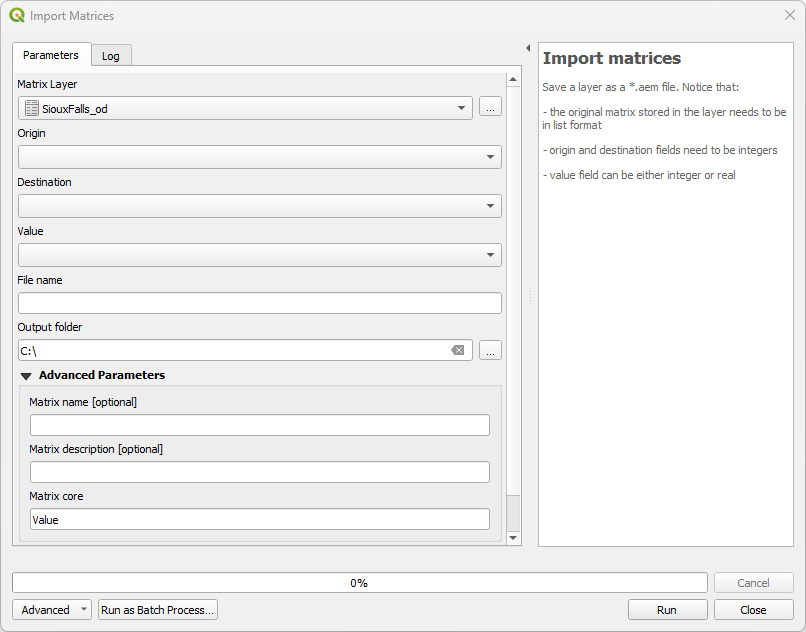 Import Matrices
Parameters
Log
Matrix Layer
SiouxFalls_od
...
Origin
Destination
Value
File name
Output folder
C:\
...
Advanced Parameters
Matrix name [optional]
Matrix description [optional]
Matrix core
Value
Import matrices
Save a layer as a *.aem file. Notice that:
- the original matrix stored in the layer needs to be
in list format
- origin and destination fields need to be integers
- value field can be either integer or real
0%
Cancel
Advanced
Run as Batch Process...
Run
Close